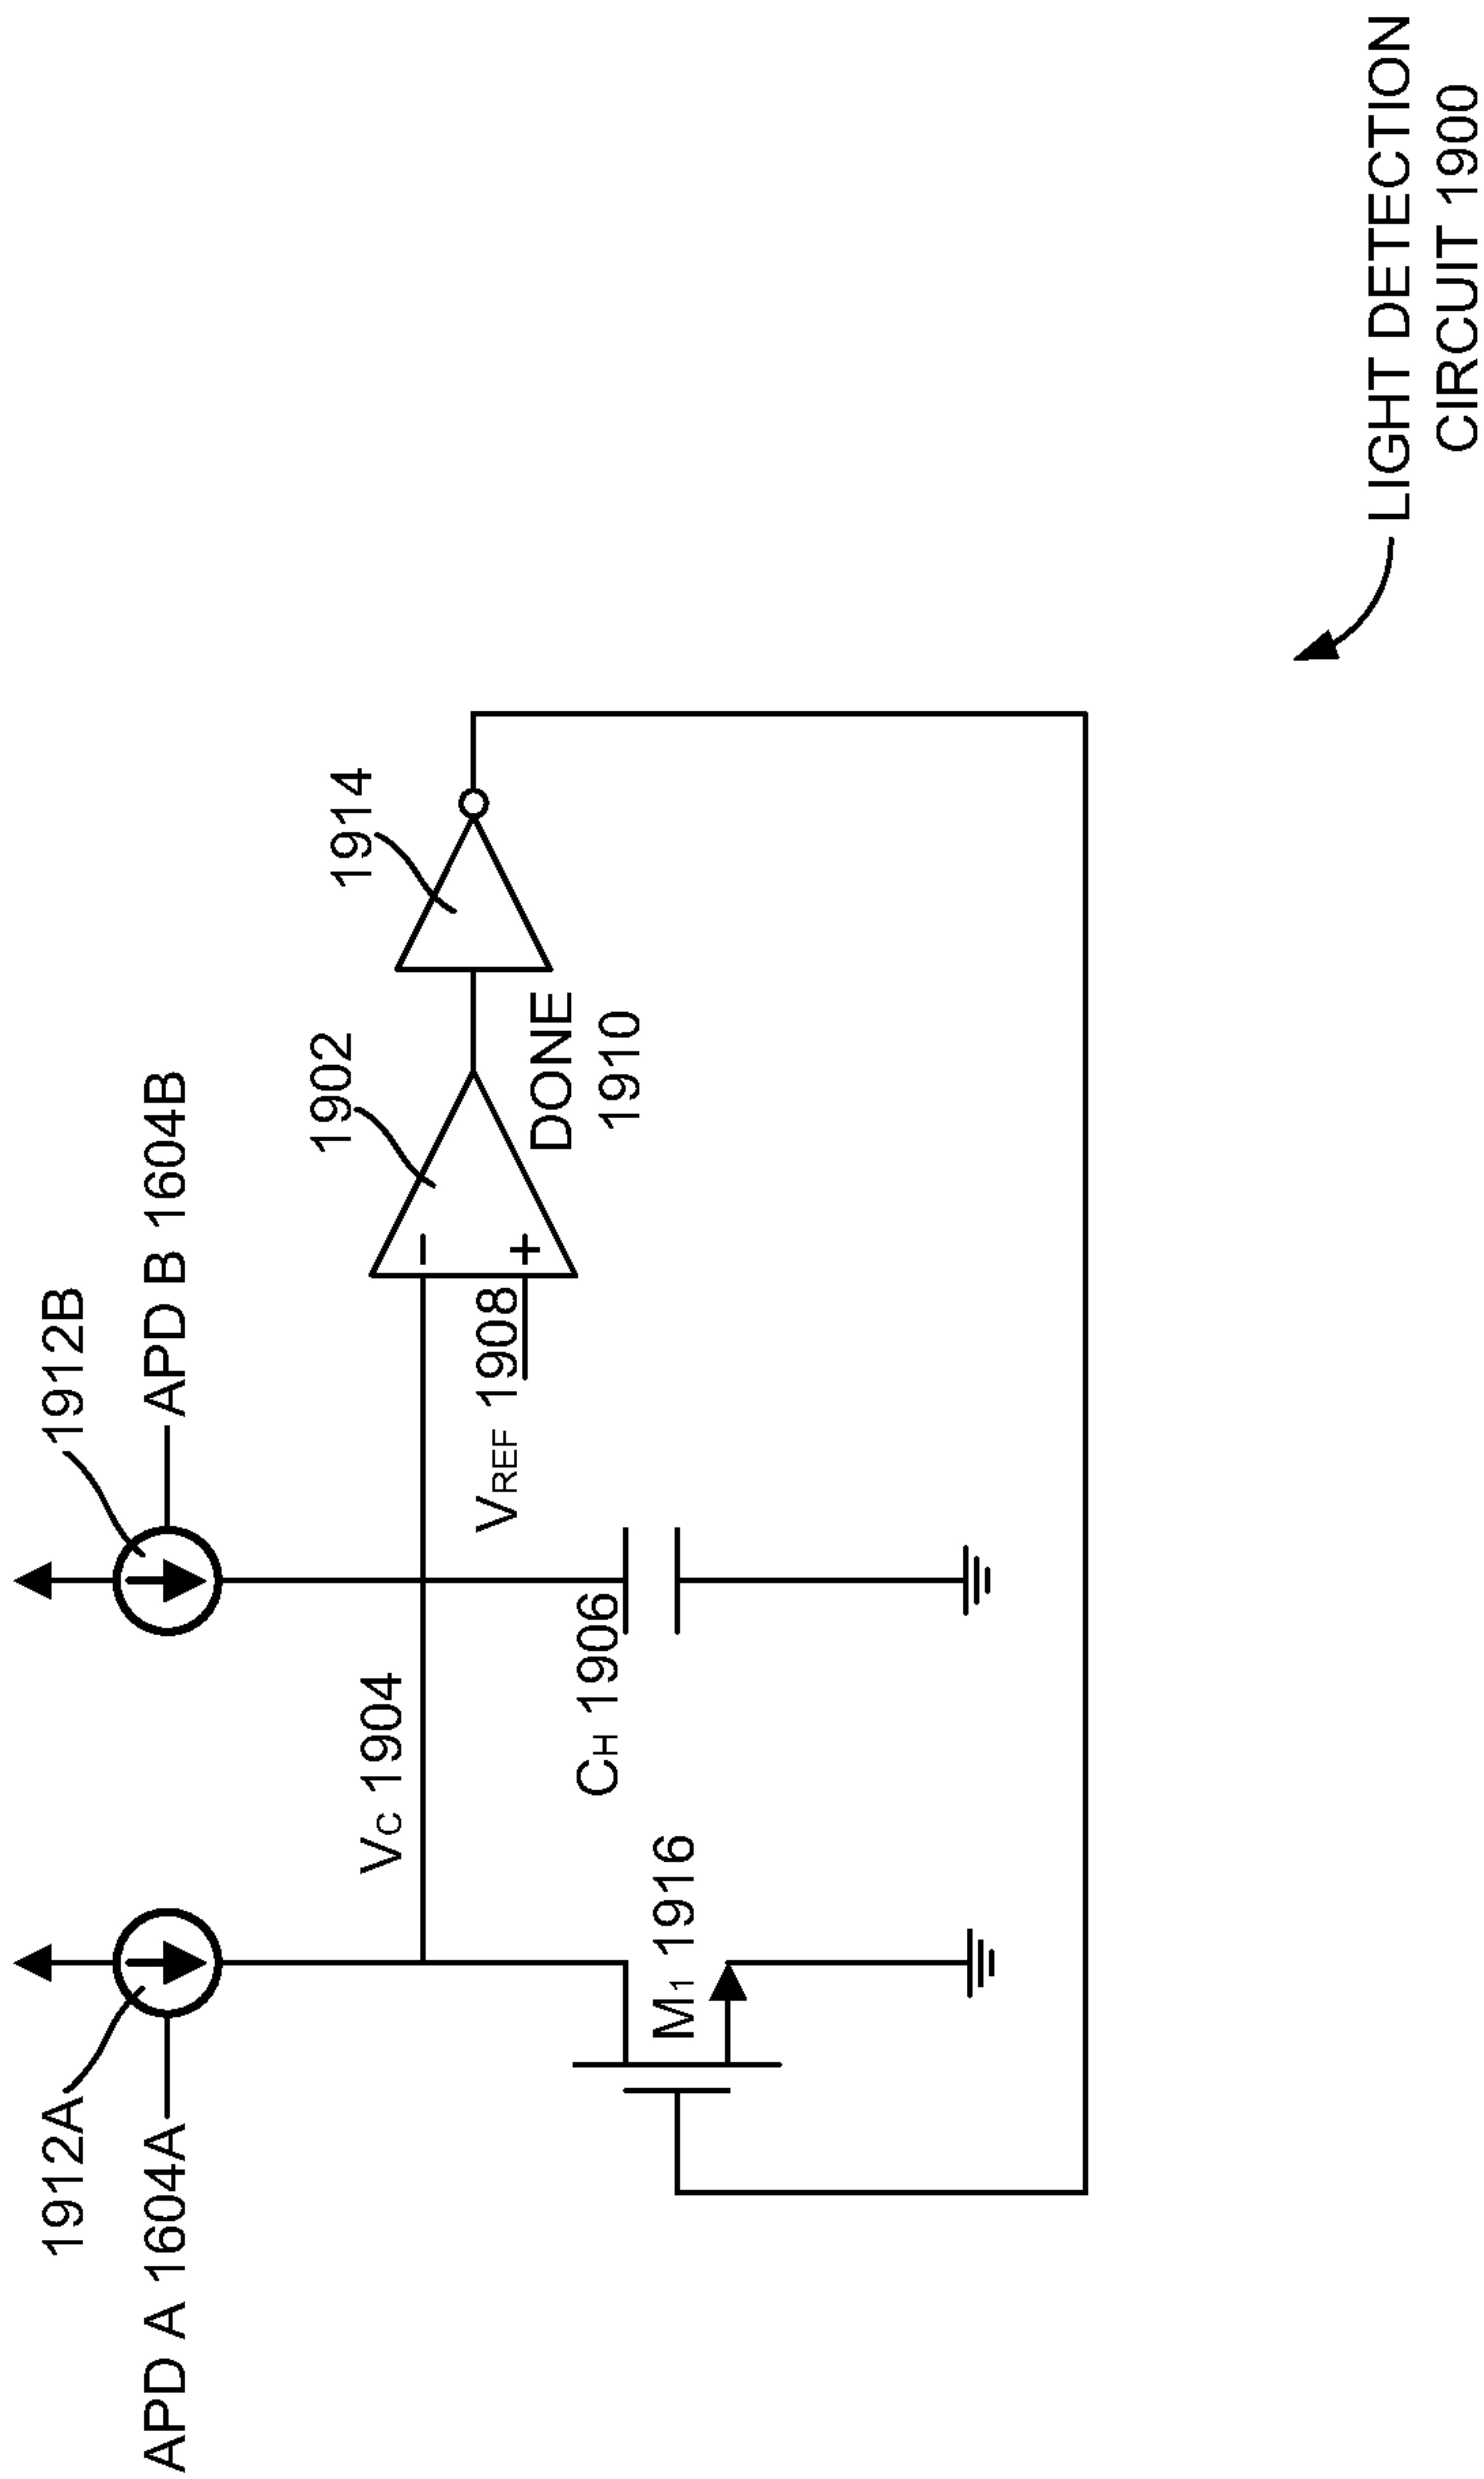 1912A
APD A 1604A
1912B
APD B 1604B
VC 1904
1902
1914
VREF 1908
−
+
DONE
1910
CH 1906
M1 1916
LIGHT DETECTION
CIRCUIT 1900